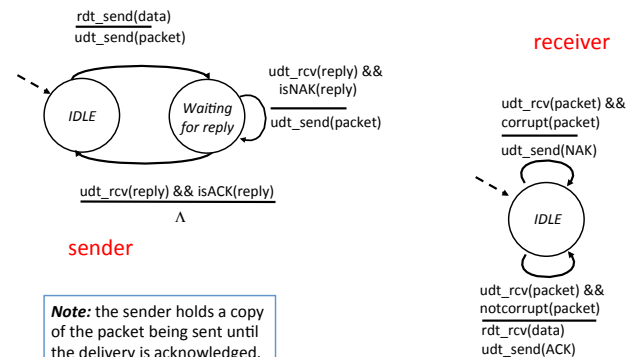 rdt_send(data)
udt_send(packet)
receiver
IDLE
Waiting
for reply
udt_rcv(reply) &&
isNAK(reply)
udt_send(packet)
udt_rcv(packet) &&
corrupt(packet)
udt_send(NAK)
udt_rcv(reply) && isACK(reply)
Λ
sender
IDLE
udt_rcv(packet) &&
notcorrupt(packet)
rdt_rcv(data)
udt_send(ACK)
Note: the sender holds a copy
of the packet being sent until
the delivery is acknowledged.